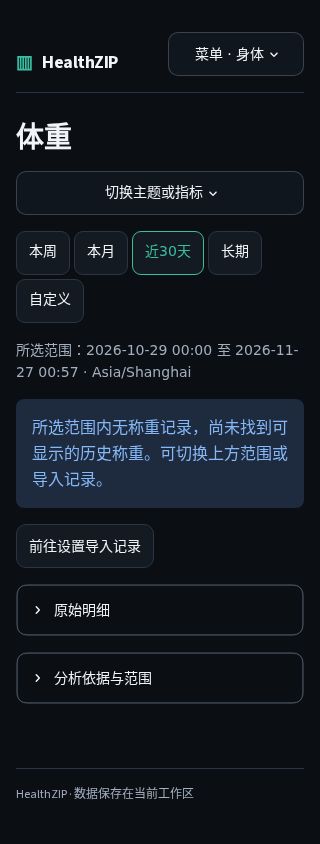 HealthZIP
菜单 · 身体
体重
切换主题或指标
本周 本月 近30天 长期
自定义
所选范围：2026-10-29 00:00 至 2026-11-
27 00:57 · Asia/Shanghai
所选范围内无称重记录，尚未找到可
显示的历史称重。可切换上方范围或
导入记录。
前往设置导入记录
原始明细
分析依据与范围
HealthZIP · 数据保存在当前工作区